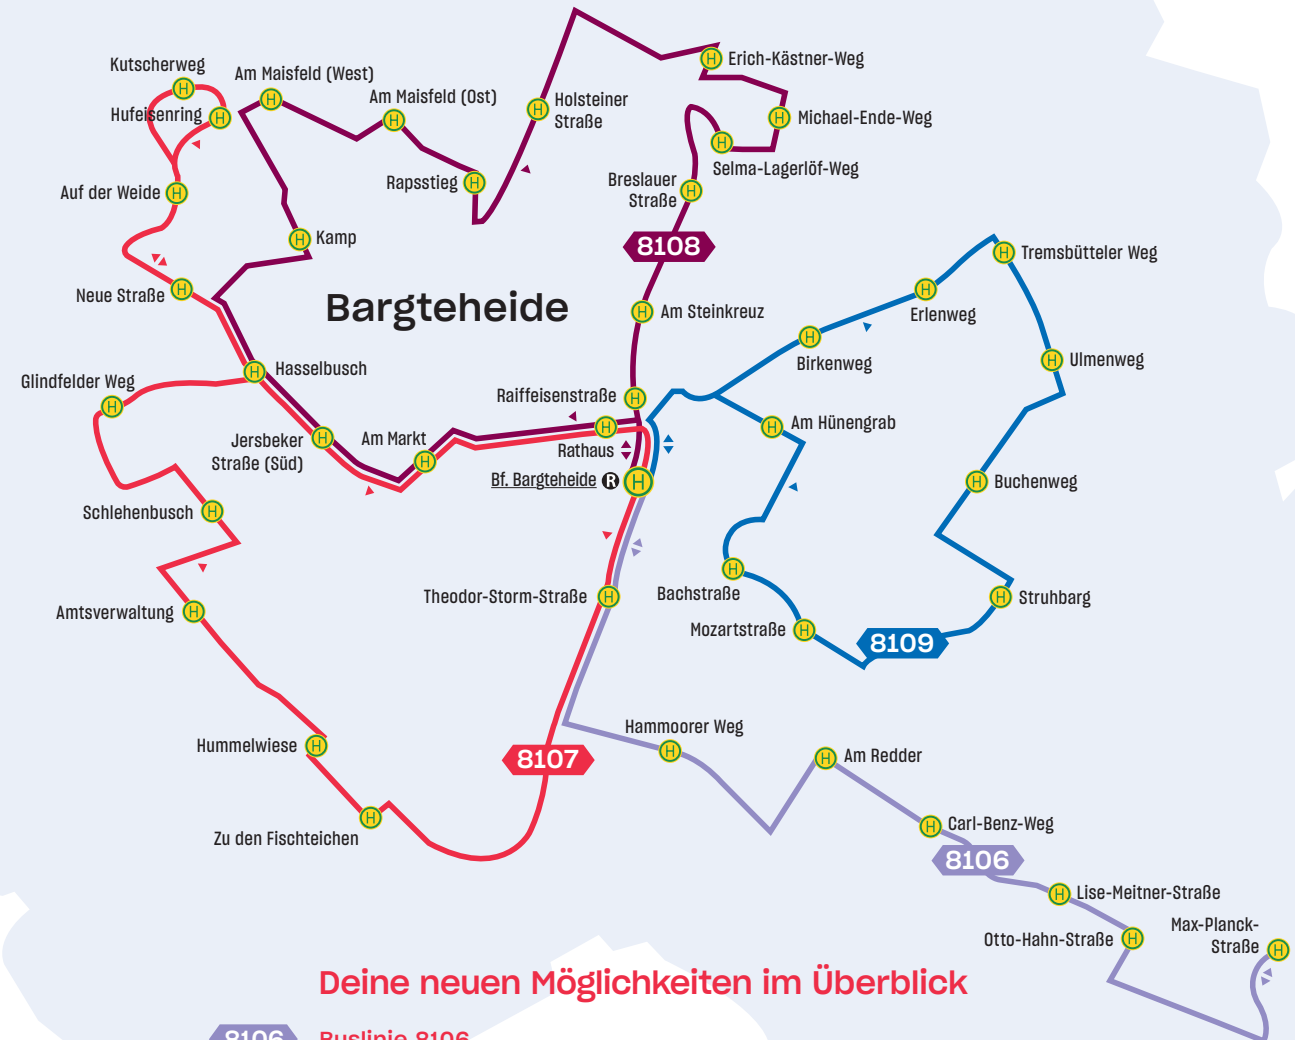 Kutscherweg
Am Maisfeld (West)
Hufeisenring
Am Maisfeld (Ost)
Holsteiner
Straße
Erich-Kästner-Weg
Michael-Ende-Weg
Selma-Lagerlöf-Weg
Rapsstieg
Auf der Weide
Breslauer
Straße
Kamp
8108
Tremsbütteler Weg
Neue Straße
Bargteheide
Am Steinkreuz
Erlenweg
Birkenweg
Ulmenweg
Hasselbusch
Glindfelder Weg
Raiffeisenstraße
Am Hünengrab
Jersbeker
Straße (Süd)
Am Markt
Rathaus
Bf. Bargteheide R
Buchenweg
Schlehenbusch
Theodor-Storm-Straße
Bachstraße
Struhbarg
Amtsverwaltung
Mozartstraße
8109
Hammoorer Weg
Hummelwiese
8107
Am Redder
Zu den Fischteichen
Carl-Benz-Weg
8106
Lise-Meitner-Straße
Otto-Hahn-Straße
Max-Planck-
Straße
Deine neuen Möglichkeiten im Überblick
8106 Buslinie 8106